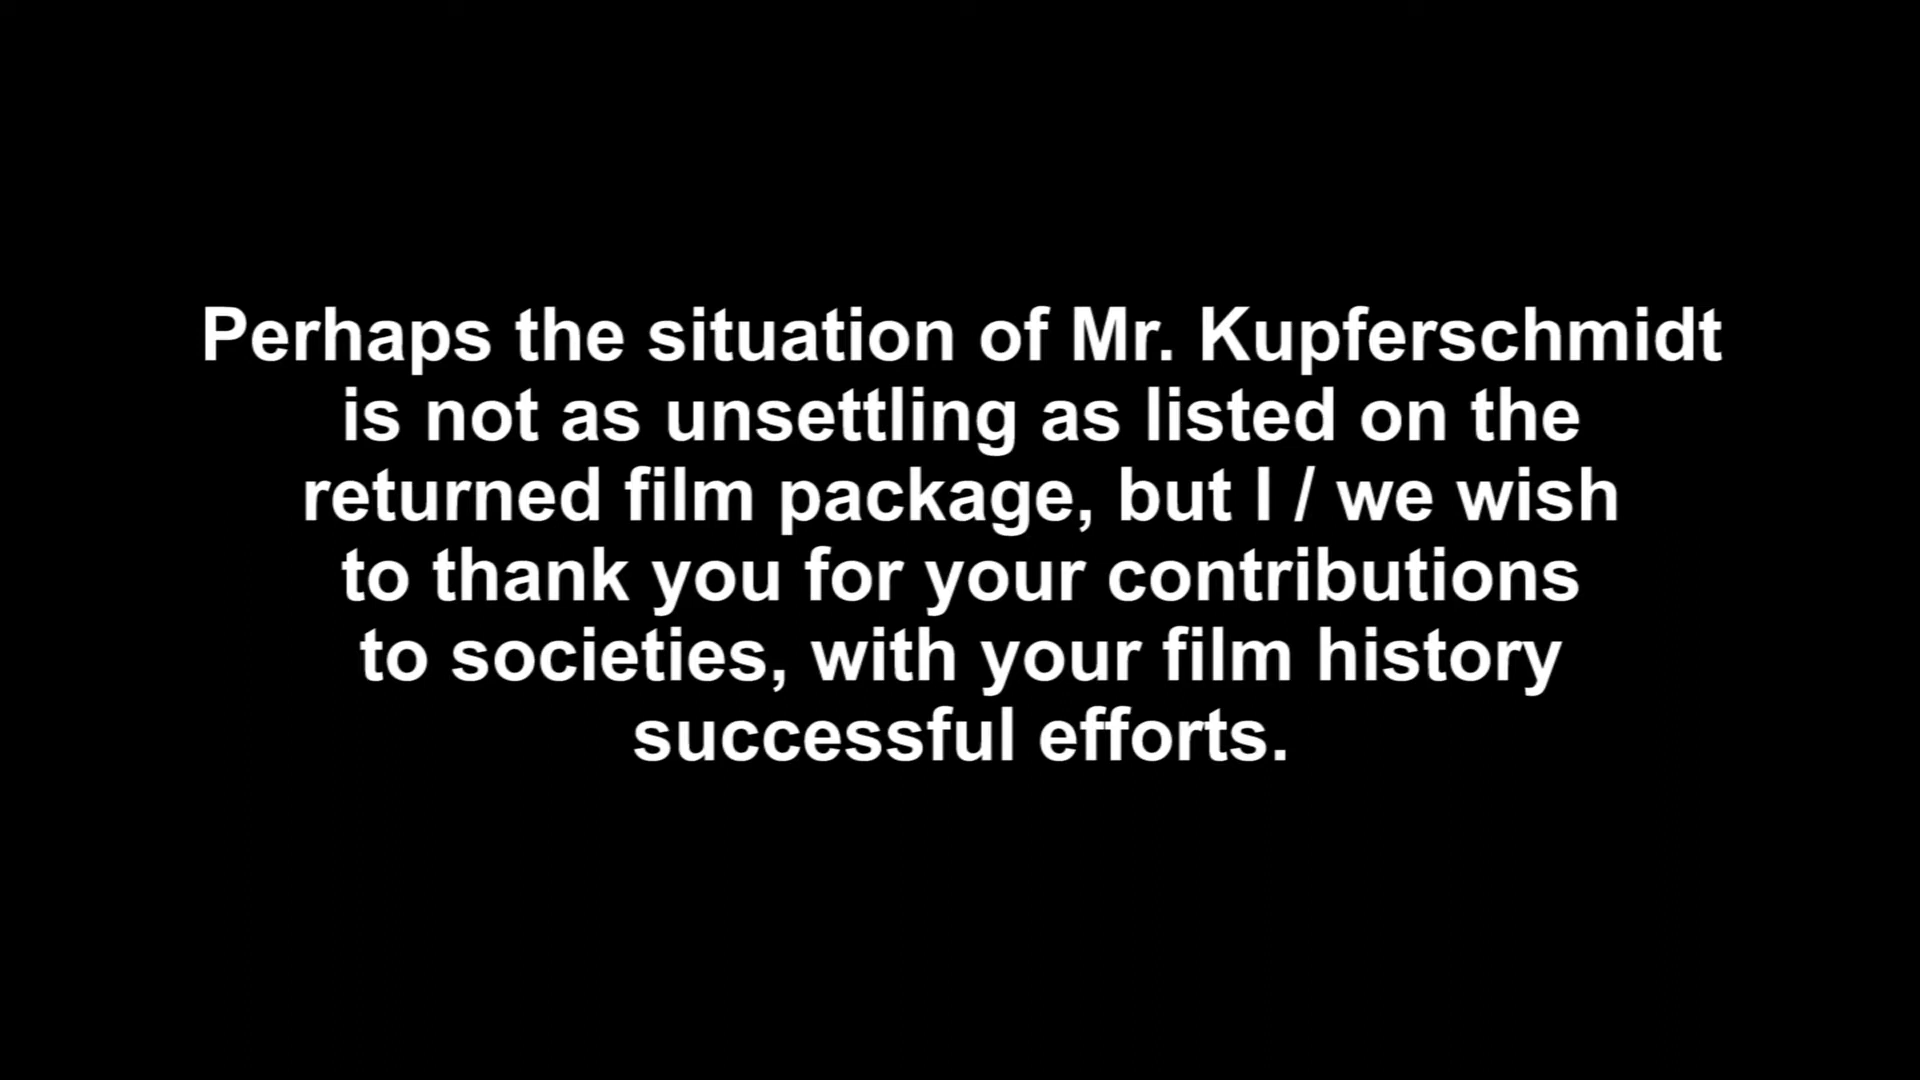 Perhaps the situation of Mr. Kupferschmidt
is not as unsettling as listed on the
returned film package, but I / we wish
to thank you for your contributions
to societies, with your film history
successful efforts.